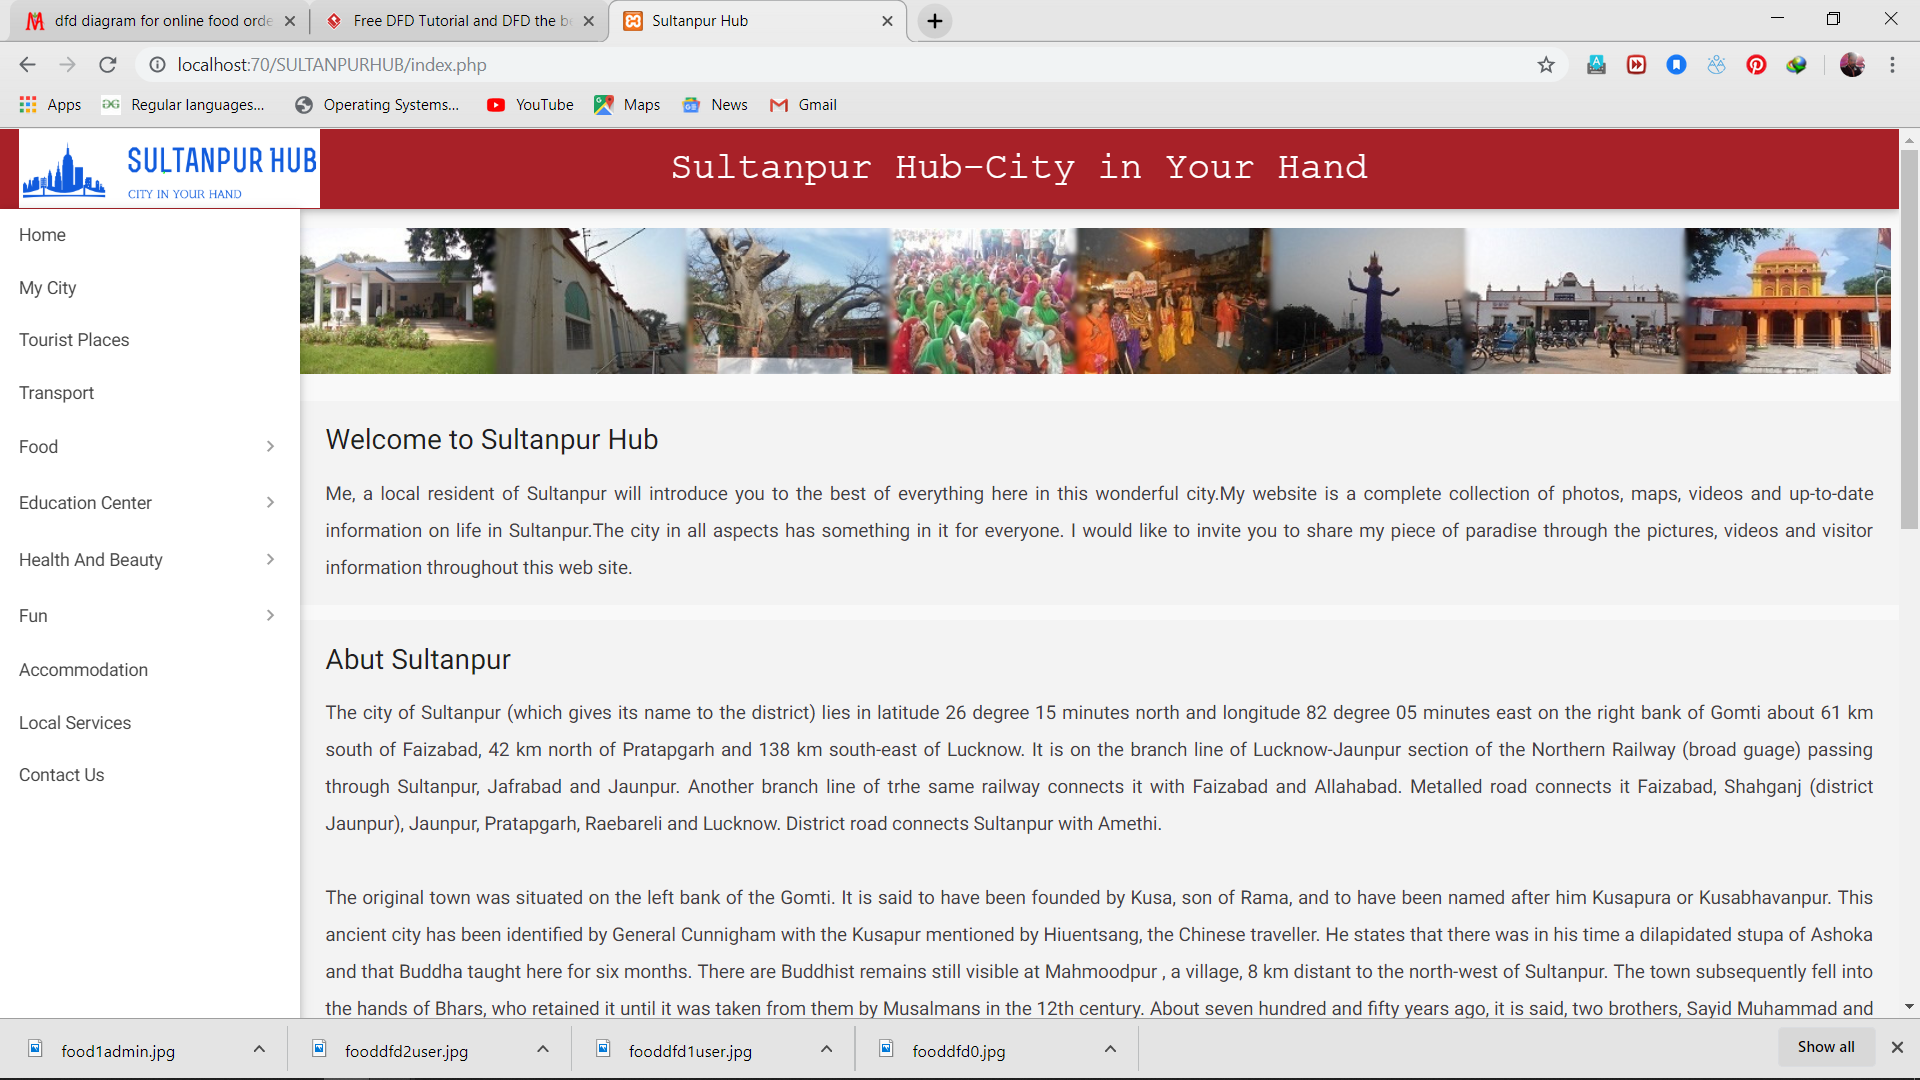 dfd diagram for online food orde
Free DFD Tutorial and DFD the b
Sultanpur Hub
localhost:70/SULTANPURHUB/index.php
Apps
Regular languages...
Operating Systems...
YouTube
Maps
News
Gmail
SULTANPUR HUB
CITY IN YOUR HAND
Sultanpur Hub-City in Your Hand
Home
My City
Tourist Places
Transport
Food
Education Center
Health And Beauty
Fun
Accommodation
Local Services
Contact Us
Welcome to Sultanpur Hub
Me, a local resident of Sultanpur will introduce you to the best of everything here in this wonderful city.My website is a complete collection of photos, maps, videos and up-to-date
information on life in Sultanpur.The city in all aspects has something in it for everyone. I would like to invite you to share my piece of paradise through the pictures, videos and visitor
information throughout this web site.
Abut Sultanpur
The city of Sultanpur (which gives its name to the district) lies in latitude 26 degree 15 minutes north and longitude 82 degree 05 minutes east on the right bank of Gomti about 61 km
south of Faizabad, 42 km north of Pratapgarh and 138 km south-east of Lucknow. It is on the branch line of Lucknow-Jaunpur section of the Northern Railway (broad guage) passing
through Sultanpur, Jafrabad and Jaunpur. Another branch line of trhe same railway connects it with Faizabad and Allahabad. Metalled road connects it Faizabad, Shahganj (district
Jaunpur), Jaunpur, Pratapgarh, Raebareli and Lucknow. District road connects Sultanpur with Amethi.
The original town was situated on the left bank of the Gomti. It is said to have been founded by Kusa, son of Rama, and to have been named after him Kusapura or Kusabhavanpur. This
ancient city has been identified by General Cunnigham with the Kusapur mentioned by Hiuentsang, the Chinese traveller. He states that there was in his time a dilapidated stupa of Ashoka
and that Buddha taught here for six months. There are Buddhist remains still visible at Mahmoodpur , a village, 8 km distant to the north-west of Sultanpur. The town subsequently fell into
the hands of Bhars, who retained it until it was taken from them by Musalmans in the 12th century. About seven hundred and fifty years ago, it is said, two brothers, Sayid Muhammad and
food1admin.jpg
fooddfd2user.jpg
fooddfd1user.jpg
fooddfd0.jpg
Show all